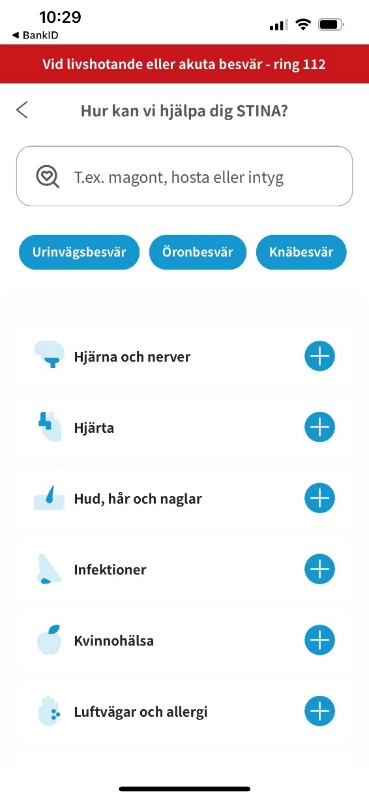 10:29
◀ BankID
Vid livshotande eller akuta besvär - ring 112
Hur kan vi hjälpa dig STINA?
T.ex. magont, hosta eller intyg
Urinvägsbesvär Öronbesvär Knäbesvär
Hjärna och nerver
Hjärta
Hud, hår och naglar
Infektioner
Kvinnohälsa
Luftvägar och allergi